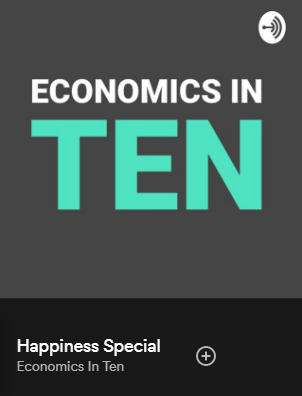 ECONOMICS IN
TEN
Happiness Special
Economics In Ten